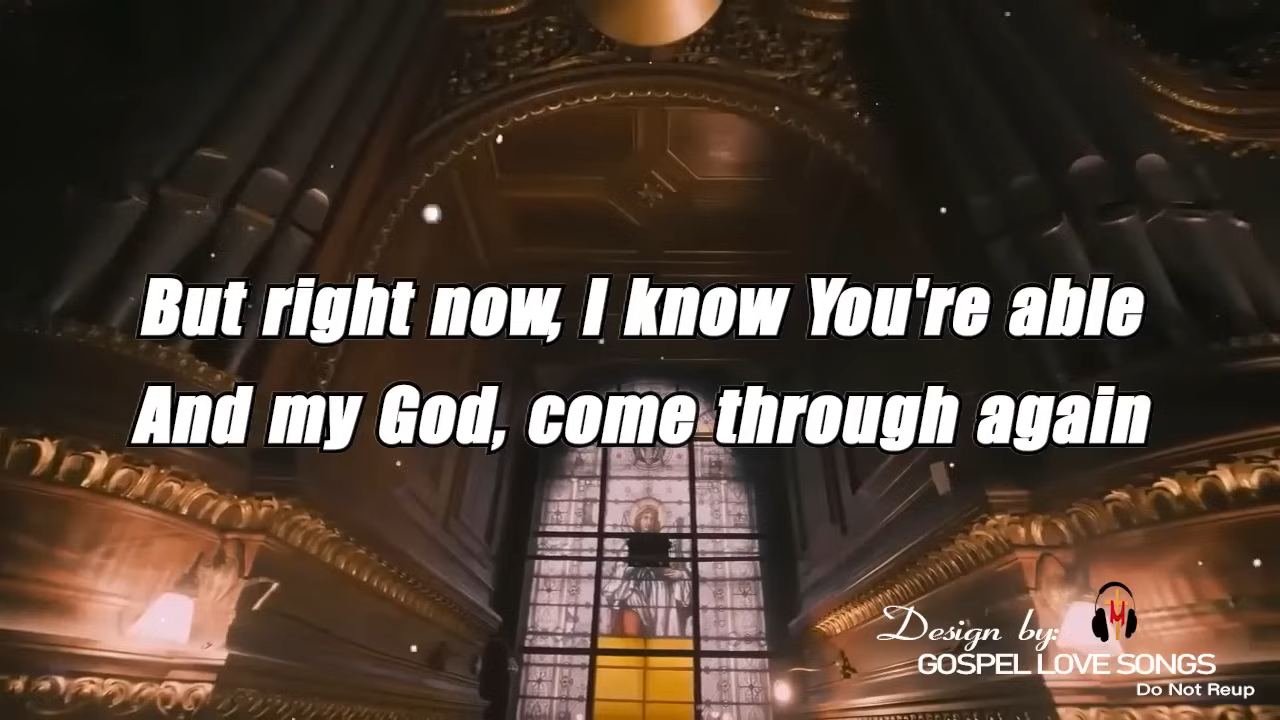 But right now, I know You're able
And my God, come through again
Design by:
M
GOSPEL LOVE SONGS
Do Not Reup